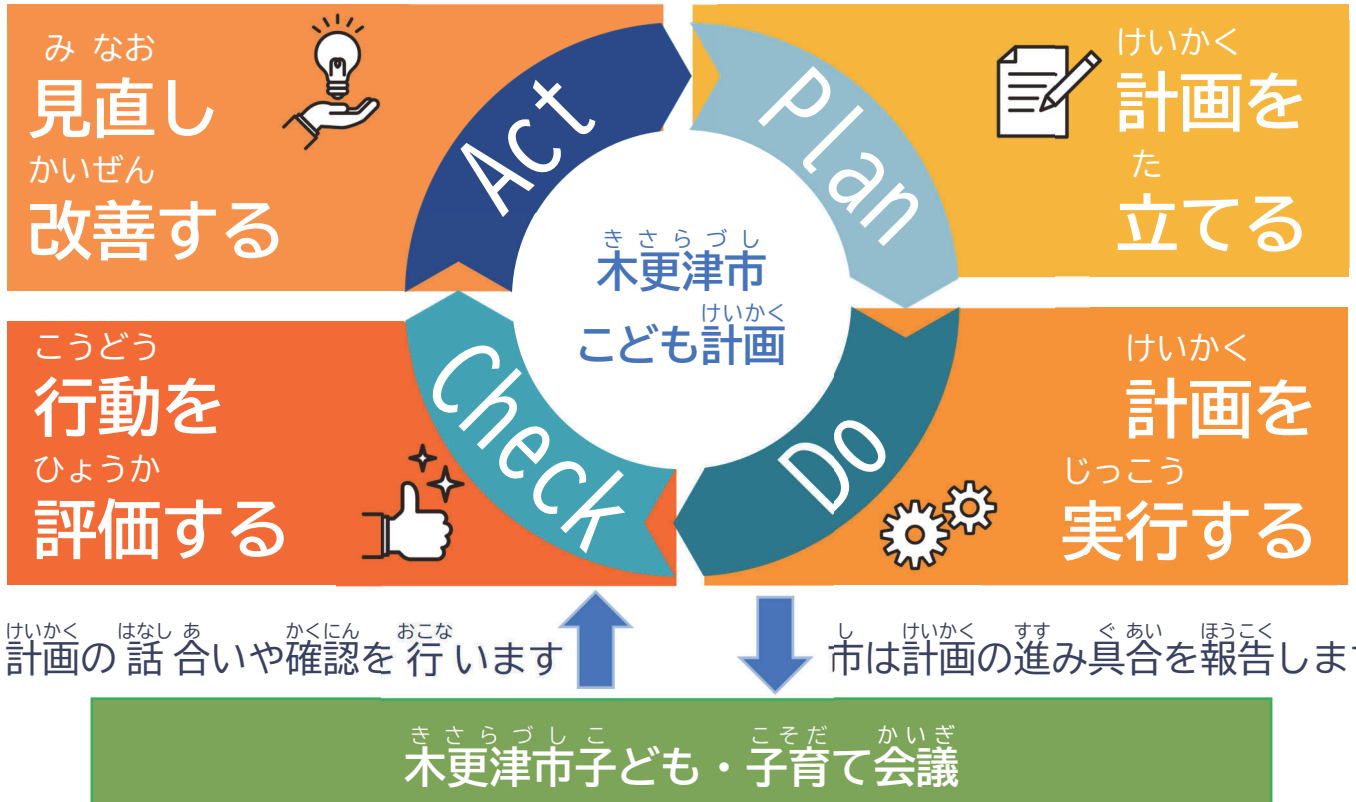 み なお
見直し
かいぜん
改善する
Act
Plan
けいかく
計画を
た
立てる
きさらづし
木更津市
けいかく
こども計画
こうどう
行動を
ひょうか
評価する
Check
Do
けいかく
計画を
じっこう
実行する
けいかく はなし あ かくにん おこな
計画の話合いや確認を行います
し けいかく すす ぐ あい ほうこく
市は計画の進み具合を報告しま
きさらづしこ こそだ かいぎ
木更津市子ども・子育て会議